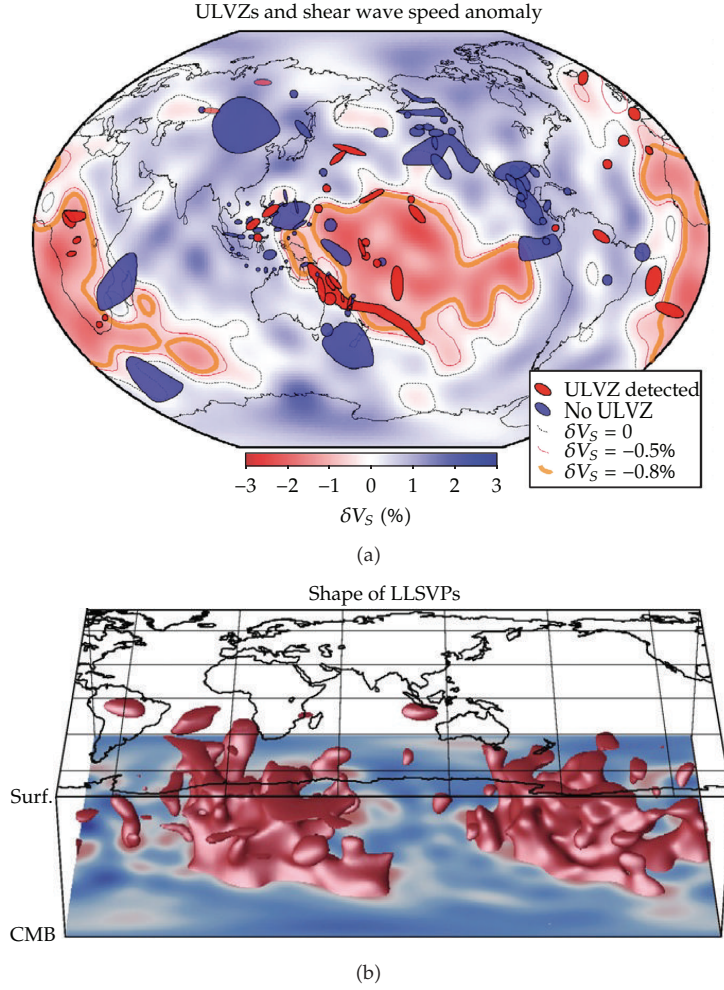 ULVZs and shear wave speed anomaly
ULVZ detected
No ULVZ
δV_S = 0
δV_S = −0.5%
δV_S = −0.8%
−3 −2 −1 0 1 2 3
δV_S (%)
(a)
Shape of LLSVPs
Surf.
CMB
(b)